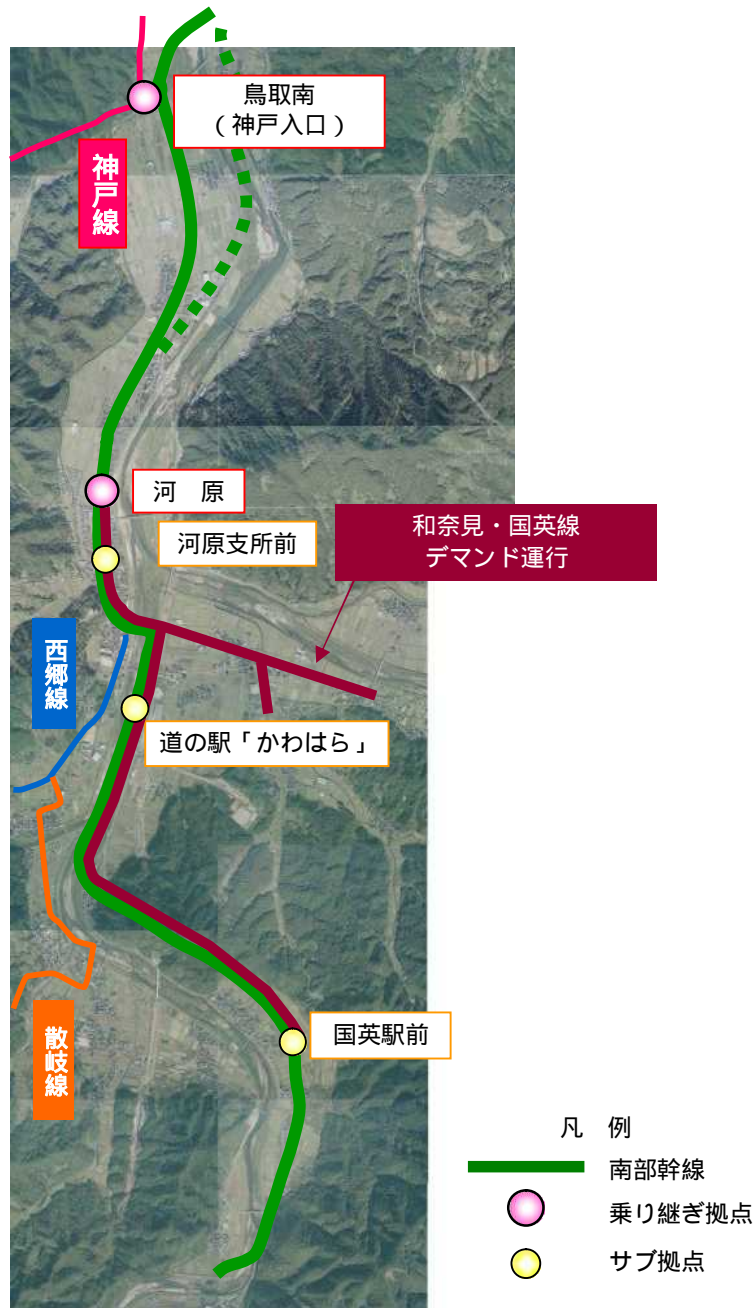 鳥取南
(神戸入口)
神戸線
河 原
河原支所前
和奈見・国英線
デマンド運行
西郷線
道の駅「かわはら」
国英駅前
散岐線
凡 例
南部幹線
乗り継ぎ拠点
サブ拠点